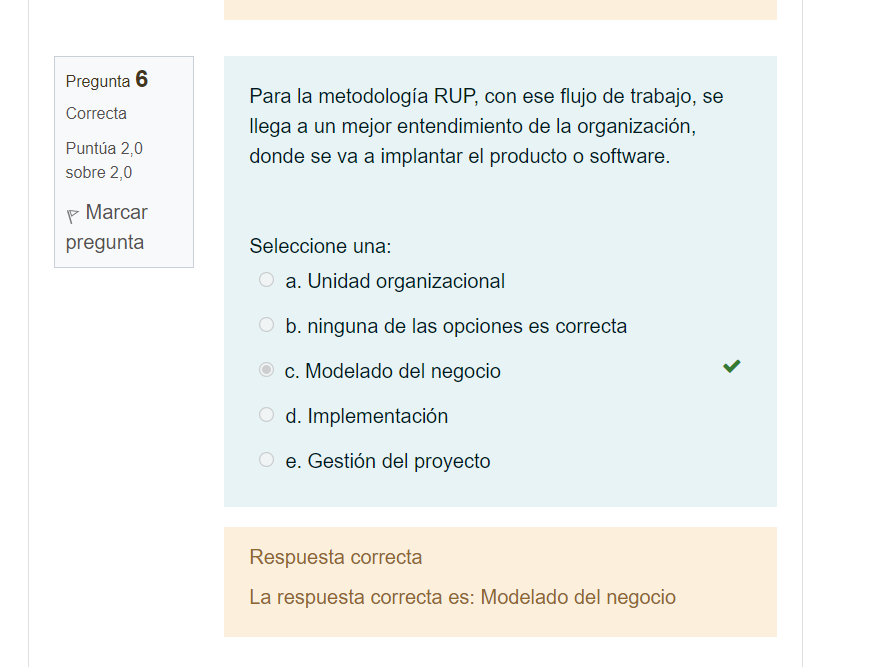 Pregunta 6
Correcta
Puntúa 2,0
sobre 2,0
Marcar
pregunta
Para la metodología RUP, con ese flujo de trabajo, se
llega a un mejor entendimiento de la organización,
donde se va a implantar el producto o software.
Seleccione una:
a. Unidad organizacional
b. ninguna de las opciones es correcta
c. Modelado del negocio
d. Implementación
e. Gestión del proyecto
Respuesta correcta
La respuesta correcta es: Modelado del negocio